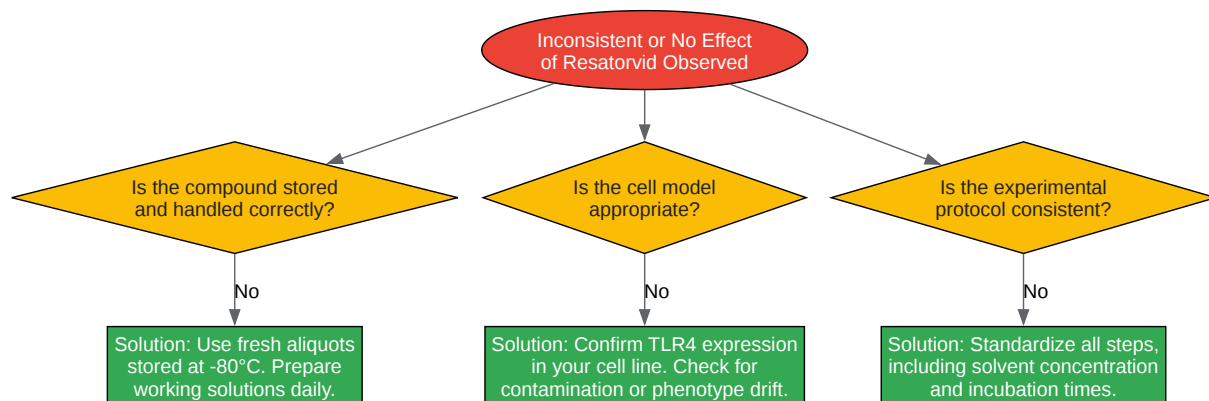 Inconsistent or No Effect
of Resatorvid Observed
Is the compound stored
and handled correctly?
Is the cell model
appropriate?
Is the experimental
protocol consistent?
No
No
No
Solution: Use fresh aliquots
stored at -80°C. Prepare
working solutions daily.
Solution: Confirm TLR4 expression
in your cell line. Check for
contamination or phenotype drift.
Solution: Standardize all steps,
including solvent concentration
and incubation times.